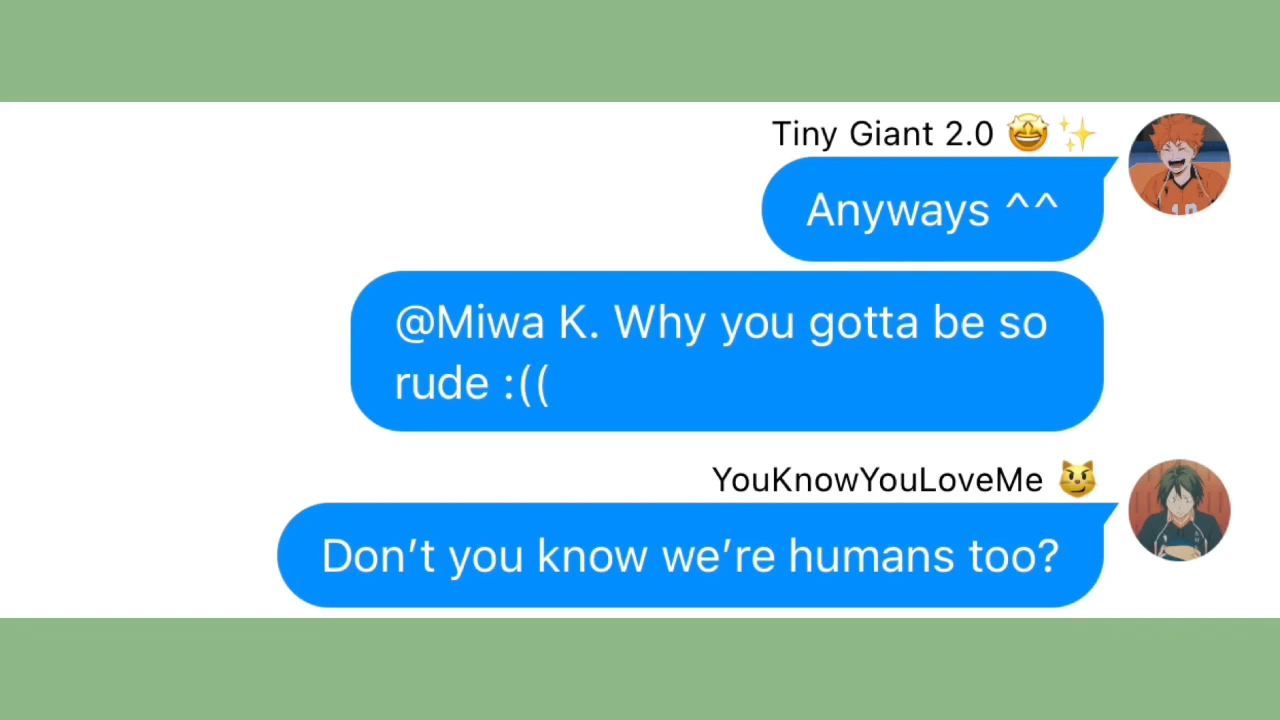 Tiny Giant 2.0 🤩✨
Anyways ^^
@Miwa K. Why you gotta be so
rude :((
YouKnowYouLoveMe 😼
Don’t you know we’re humans too?